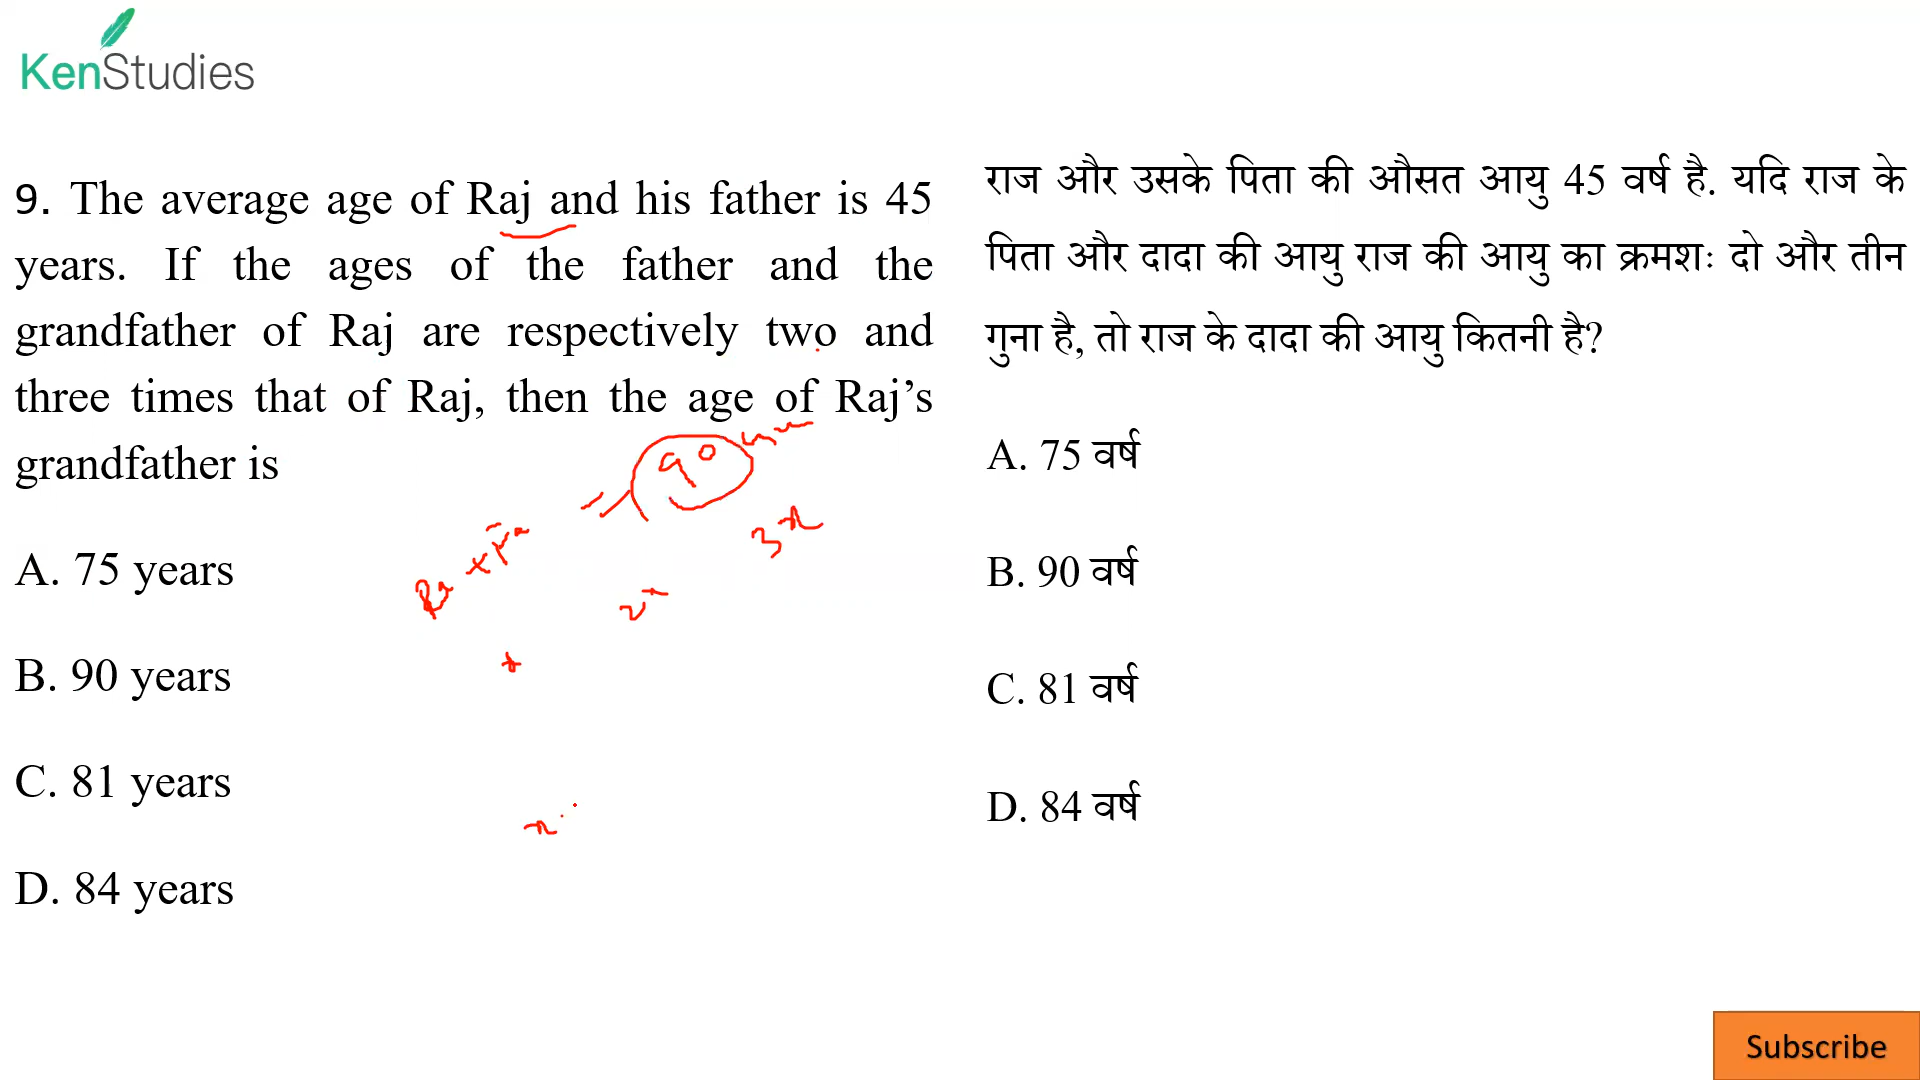 KenStudies
9. The average age of Raj and his father is 45
years. If the ages of the father and the
grandfather of Raj are respectively two and
three times that of Raj, then the age of Raj's
grandfather is
A. 75 years
B. 90 years
C. 81 years
D. 84 years
= 90
3x
2x
x
राज और उसके पिता की औसत आयु 45 वर्ष है. यदि राज के
पिता और दादा की आयु राज की आयु का क्रमशः दो और तीन
गुना है, तो राज के दादा की आयु कितनी है?
A. 75 वर्ष
B. 90 वर्ष
C. 81 वर्ष
D. 84 वर्ष
Subscribe